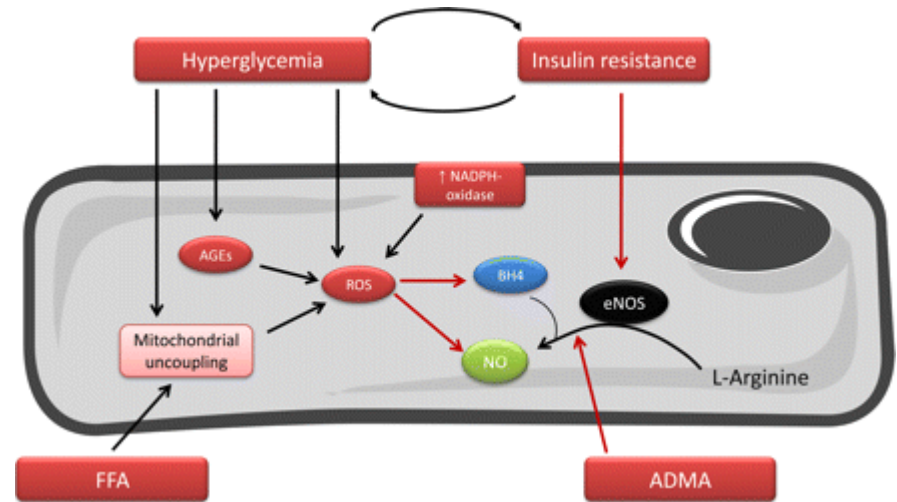 Hyperglycemia
Insulin resistance
↑ NADPH-
oxidase
AGEs
ROS
BH4
eNOS
Mitochondrial
uncoupling
NO
L-Arginine
FFA
ADMA